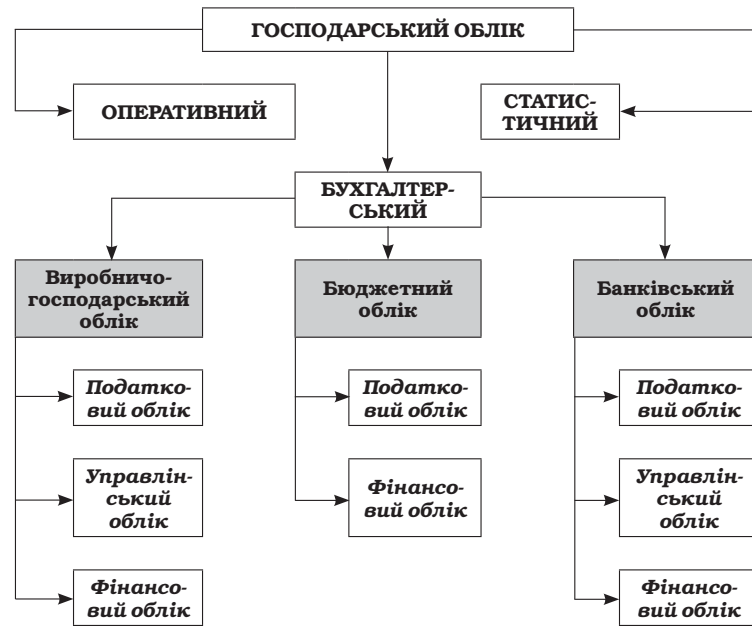 ГОСПОДАРСЬКИЙ ОБЛІК
ОПЕРАТИВНИЙ
СТАТИС-
ТИЧНИЙ
БУХГАЛТЕР-
СЬКИЙ
Виробничо-
господарський
облік
Бюджетний
облік
Банківський
облік
Податко-
вий облік
Податко-
вий облік
Податко-
вий облік
Управлін-
ський
облік
Фінансо-
вий облік
Управлін-
ський
облік
Фінансо-
вий облік
Фінансо-
вий облік